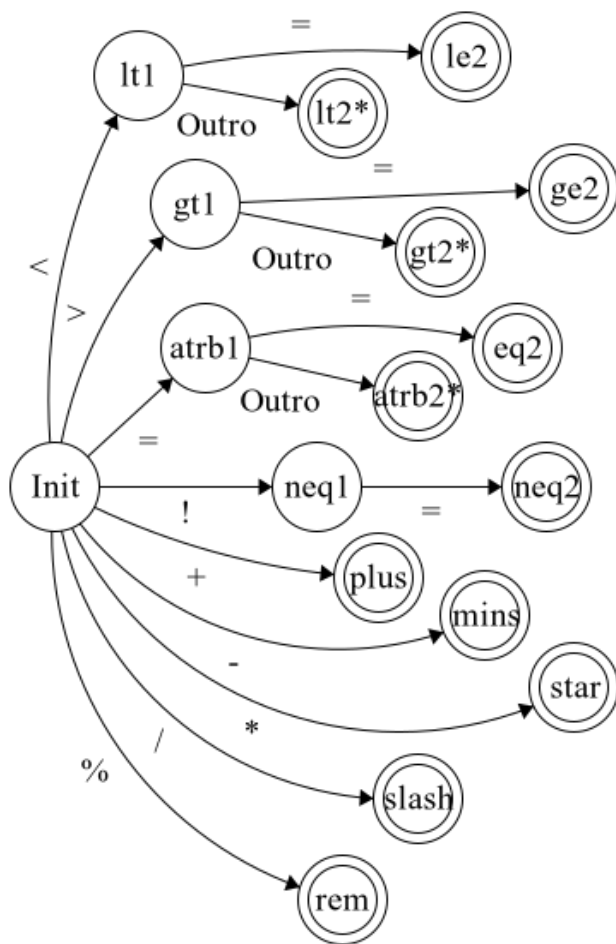 =
lt1
le2
lt2*
Outro
=
gt1
ge2
Outro
gt2*
<
>
=
atrb1
eq2
Outro
atrb2*
=
Init
neq1
neq2
!
=
plus
+
mins
-
star
*
/
%
slash
rem